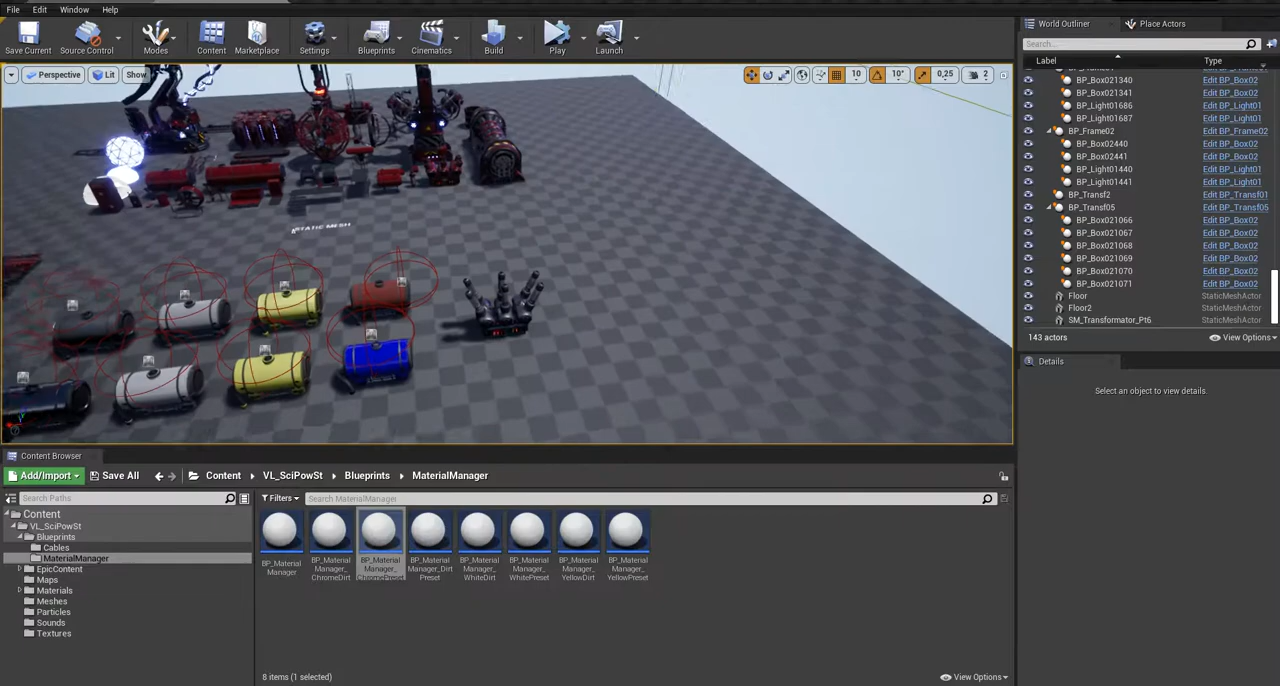 File Edit Window Help
Save Current Source Control Modes Content Marketplace Settings Blueprints Cinematics Build Play Launch
Perspective Lit Show 10 10° 0,25 2
STATIC MESH
World Outliner Place Actors
Search...
Label Type
BP_Box021340 Edit BP_Box02
BP_Box021341 Edit BP_Box02
BP_Light01686 Edit BP_Light01
BP_Light01687 Edit BP_Light01
BP_Frame02 Edit BP_Frame02
BP_Box02440 Edit BP_Box02
BP_Box02441 Edit BP_Box02
BP_Light01440 Edit BP_Light01
BP_Light01441 Edit BP_Light01
BP_Transf2 Edit BP_Transf01
BP_Transf05 Edit BP_Transf05
BP_Box021066 Edit BP_Box02
BP_Box021067 Edit BP_Box02
BP_Box021068 Edit BP_Box02
BP_Box021069 Edit BP_Box02
BP_Box021070 Edit BP_Box02
BP_Box021071 Edit BP_Box02
Floor StaticMeshActor
Floor2 StaticMeshActor
SM_Transformator_Pt6 StaticMeshActor
143 actors View Options
Details
Select an object to view details.
Content Browser
Add/Import Save All Content VL_SciPowSt Blueprints MaterialManager
Search Paths Filters Search MaterialManager
Content
VL_SciPowSt
Blueprints
Cables
MaterialManager
EpicContent
Maps
Materials
Meshes
Particles
Sounds
Textures
BP_Material
Manager
BP_Material
Manager_
ChromeDirt
BP_Material
Manager_
ChromePreset
BP_Material
Manager_Dirt
Preset
BP_Material
Manager_
WhiteDirt
BP_Material
Manager_
WhitePreset
BP_Material
Manager_
YellowDirt
BP_Material
Manager_
YellowPreset
8 items (1 selected) View Options